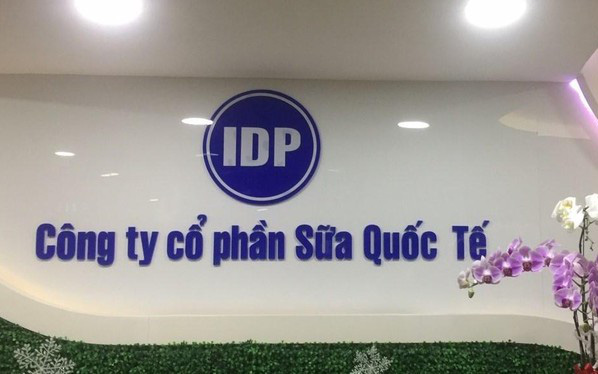 IDP
Công ty cổ phần Sữa Quốc Tế